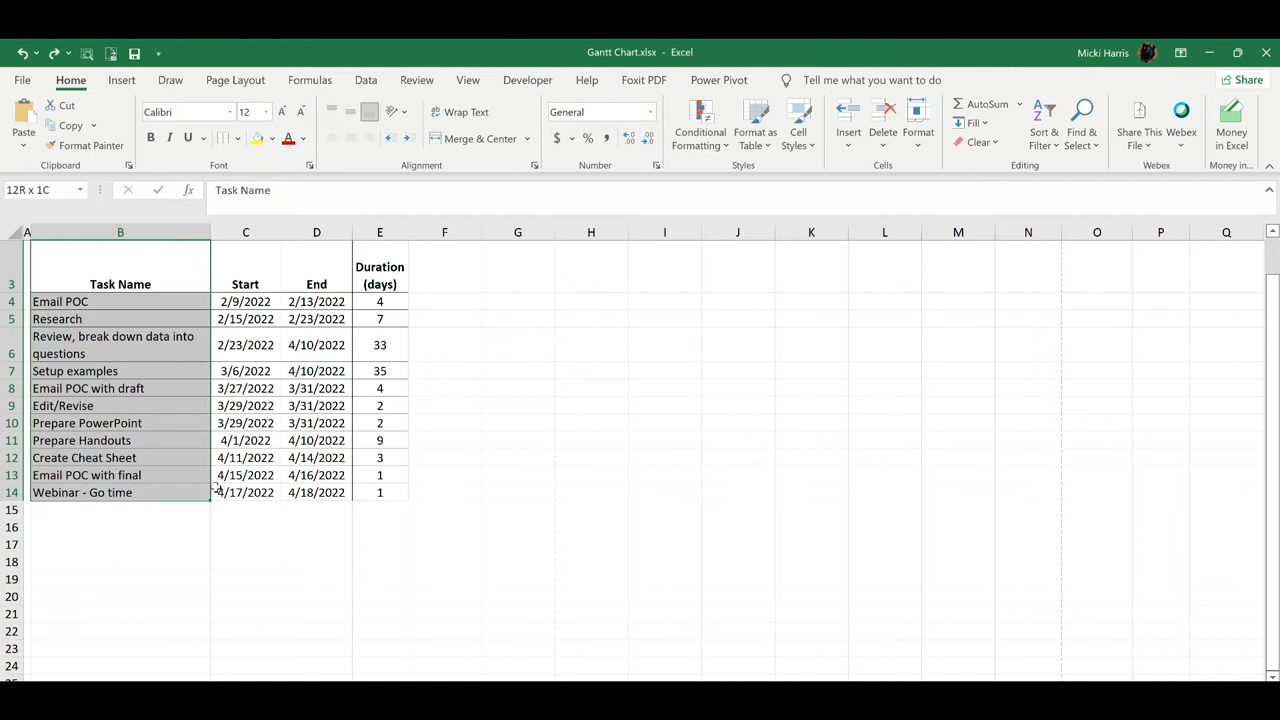 Gantt Chart.xlsx - Excel
Micki Harris
File Home Insert Draw Page Layout Formulas Data Review View Developer Help Foxit PDF Power Pivot Tell me what you want to do Share
Paste
Cut
Copy
Format Painter
Clipboard
Calibri 12
B I U
Font
Wrap Text
Merge & Center
Alignment
General
$ % ,
Number
Conditional Formatting
Format as Table
Cell Styles
Styles
Insert Delete Format
Cells
AutoSum
Fill
Clear
Sort & Filter
Find & Select
Editing
Share This File
Webex
Webex
Money in Excel
Money in...
12R x 1C fx Task Name
A B C D E F G H I J K L M N O P Q
3 Task Name Start End Duration (days)
4 Email POC 2/9/2022 2/13/2022 4
5 Research 2/15/2022 2/23/2022 7
6 Review, break down data into questions 2/23/2022 4/10/2022 33
7 Setup examples 3/6/2022 4/10/2022 35
8 Email POC with draft 3/27/2022 3/31/2022 4
9 Edit/Revise 3/29/2022 3/31/2022 2
10 Prepare PowerPoint 3/29/2022 3/31/2022 2
11 Prepare Handouts 4/1/2022 4/10/2022 9
12 Create Cheat Sheet 4/11/2022 4/14/2022 3
13 Email POC with final 4/15/2022 4/16/2022 1
14 Webinar - Go time 4/17/2022 4/18/2022 1
15
16
17
18
19
20
21
22
23
24